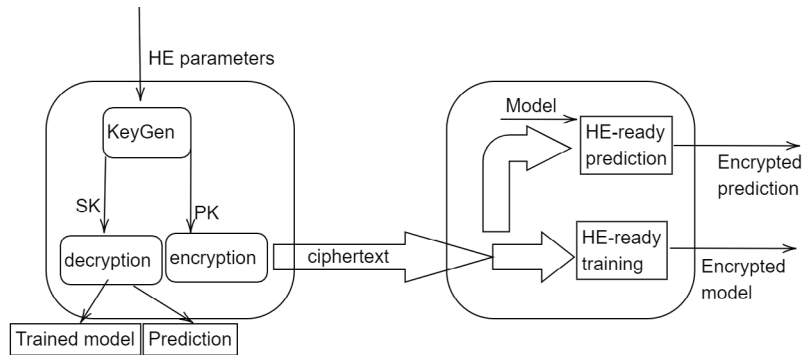 HE parameters
KeyGen
SK
PK
decryption
encryption
Trained model
Prediction
ciphertext
Model
HE-ready
prediction
Encrypted
prediction
HE-ready
training
Encrypted
model